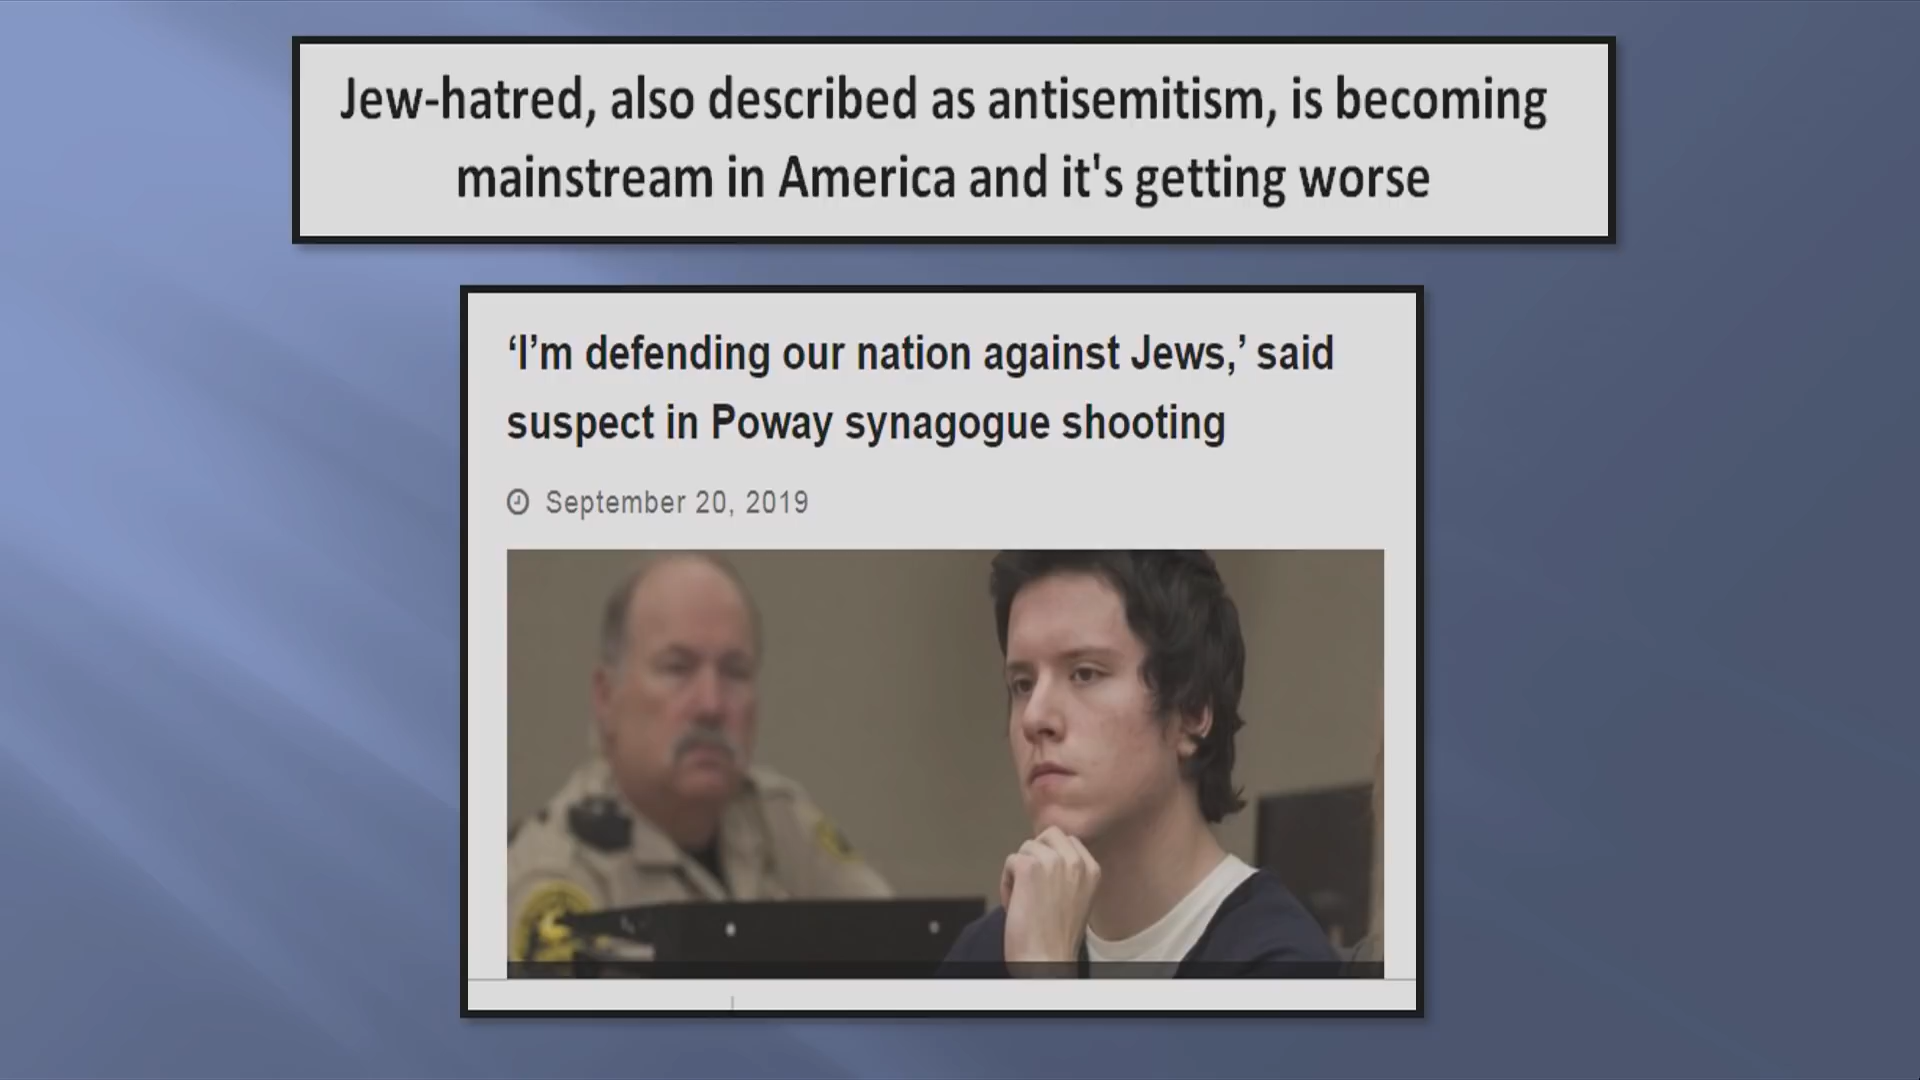 Jew-hatred, also described as antisemitism, is becoming
mainstream in America and it's getting worse
‘I’m defending our nation against Jews,’ said
suspect in Poway synagogue shooting
September 20, 2019